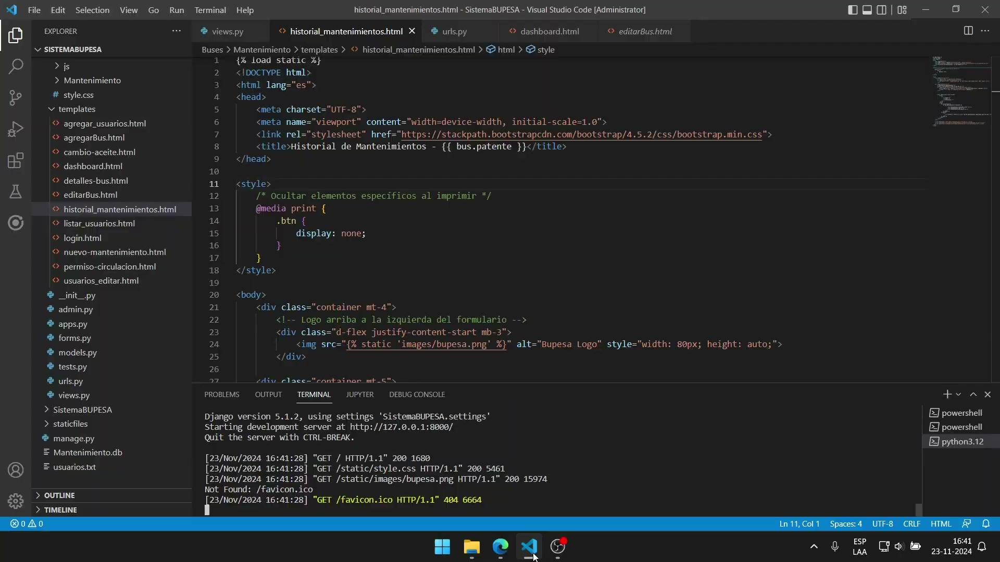 File Edit Selection View Go Run Terminal Help
historial_mantenimientos.html - SistemaBUPESA - Visual Studio Code [Administrator]
EXPLORER
views.py
historial_mantenimientos.html
urls.py
dashboard.html
editarBus.html
SISTEMABUPESA
js
Mantenimiento
# style.css
templates
agregar_usuarios.html
agregarBus.html
cambio-aceite.html
dashboard.html
detalles-bus.html
editarBus.html
historial_mantenimientos.html
listar_usuarios.html
login.html
nuevo-mantenimiento.html
permiso-circulacion.html
usuarios_editar.html
__init__.py
admin.py
apps.py
forms.py
models.py
tests.py
urls.py
views.py
SistemaBUPESA
staticfiles
manage.py
Mantenimiento.db
usuarios.txt
OUTLINE
TIMELINE
Buses > Mantenimiento > templates > historial_mantenimientos.html > html > style
1 {% load static %}
2 <!DOCTYPE html>
3 <html lang="es">
4 <head>
5 <meta charset="UTF-8">
6 <meta name="viewport" content="width=device-width, initial-scale=1.0">
7 <link rel="stylesheet" href="https://stackpath.bootstrapcdn.com/bootstrap/4.5.2/css/bootstrap.min.css">
8 <title>Historial de Mantenimientos - {{ bus.patente }}</title>
9 </head>
10
11 <style>
12 /* Ocultar elementos específicos al imprimir */
13 @media print {
14 .btn {
15 display: none;
16 }
17 }
18 </style>
19
20 <body>
21 <div class="container mt-4">
22 <!-- Logo arriba a la izquierda del formulario -->
23 <div class="d-flex justify-content-start mb-3">
24 <img src="{% static 'images/bupesa.png' %}" alt="Bupesa Logo" style="width: 80px; height: auto;">
25 </div>
26
27 <div class="container mt-5">
PROBLEMS OUTPUT TERMINAL JUPYTER DEBUG CONSOLE
Django version 5.1.2, using settings 'SistemaBUPESA.settings'
Starting development server at http://127.0.0.1:8000/
Quit the server with CTRL-BREAK.
[23/Nov/2024 16:41:28] "GET / HTTP/1.1" 200 1680
[23/Nov/2024 16:41:28] "GET /static/style.css HTTP/1.1" 200 5461
[23/Nov/2024 16:41:28] "GET /static/images/bupesa.png HTTP/1.1" 200 15974
Not Found: /favicon.ico
[23/Nov/2024 16:41:28] "GET /favicon.ico HTTP/1.1" 404 6664
powershell
powershell
python3.12
0 0
Ln 11, Col 1 Spaces: 4 UTF-8 CRLF HTML
ESP
LAA
16:41
23-11-2024